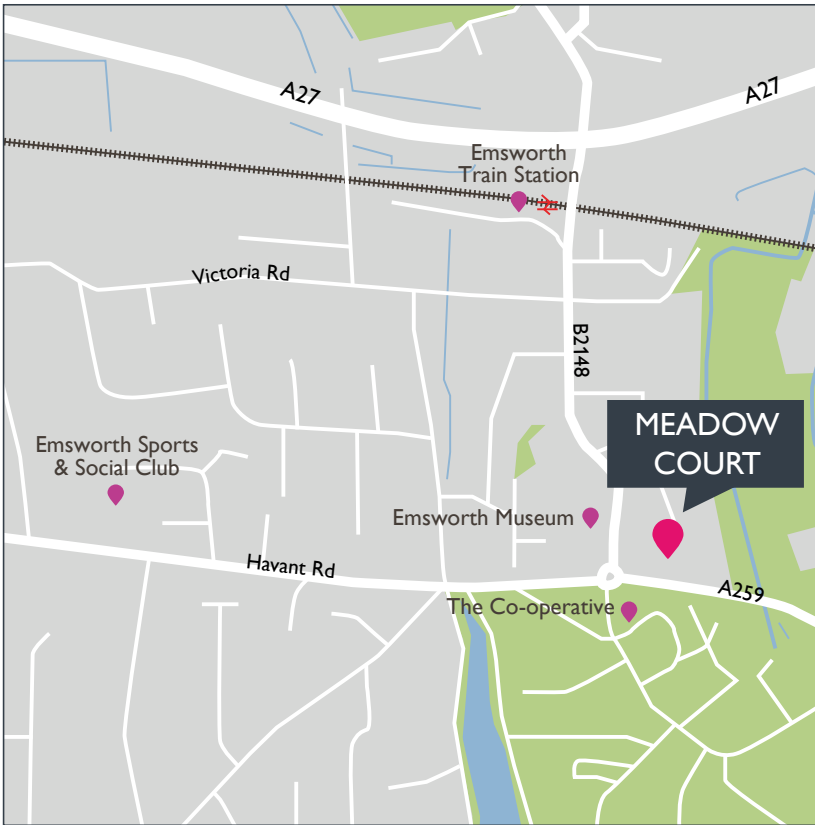 A27
A27
Emsworth
Train Station
Victoria Rd
B2148
MEADOW
COURT
Emsworth Sports
& Social Club
Emsworth Museum
Havant Rd
A259
The Co-operative